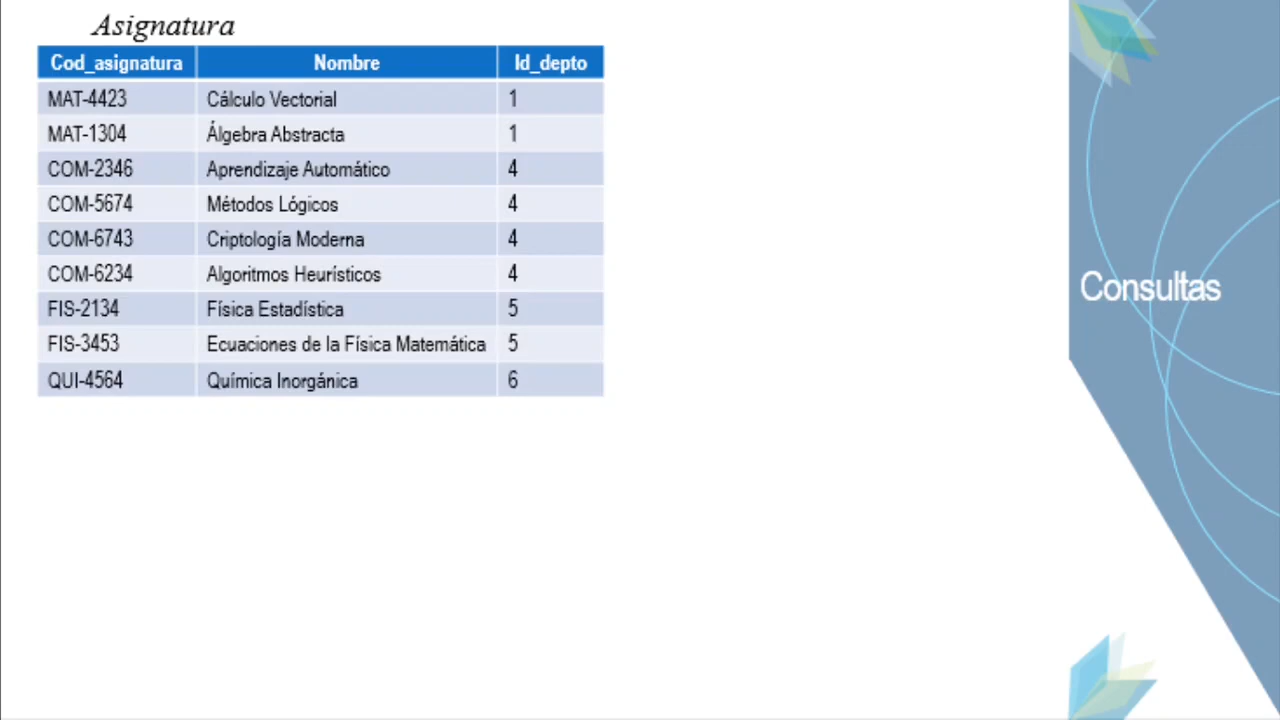 Asignatura
Cod_asignatura Nombre Id_depto
MAT-4423 Cálculo Vectorial 1
MAT-1304 Álgebra Abstracta 1
COM-2346 Aprendizaje Automático 4
COM-5674 Métodos Lógicos 4
COM-6743 Criptología Moderna 4
COM-6234 Algoritmos Heurísticos 4
FIS-2134 Física Estadística 5
FIS-3453 Ecuaciones de la Física Matemática 5
QUI-4564 Química Inorgánica 6
Consultas